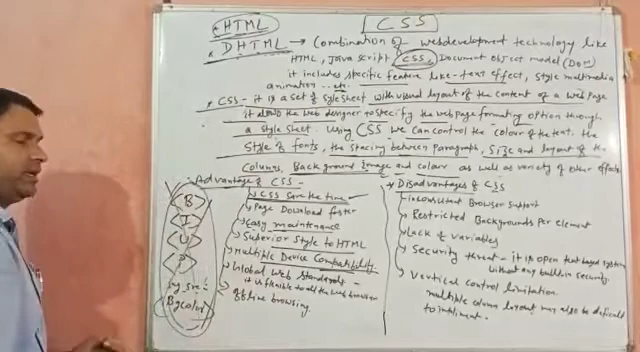 HTML
CSS
DHTML → Combination of webdevelopment technology like
HTML, Java script CSS, Document object model (DOM)
it includes specific feature like - text effect, style multimedia
animation .. etc.
CSS - it is a set of style sheet with visual layout of the content of a web page
it allows the web designer to specify the web page formatting option through
a style sheet. Using CSS we can control the colour of the text. The
style of fonts, the spacing between paragraph, size and layout of the
columns, Background image and colour as well as variety of other effects
Advantage of CSS -
CSS Save the time
Page Download faster
Easy maintenance
Superior Style to HTML
Multiple Device Compatibility
Global Web Standards -
it is flexible to all the web browser
offline browsing.
B
I
U
P
Bgcolor
Disadvantages of CSS
inconsistent Browser Support
Restricted Backgrounds Per element
Lack of variables
Security threat - it is open text based system
without any builtin security.
Vertical control limitation.
multiple column layout may also be difficult
to